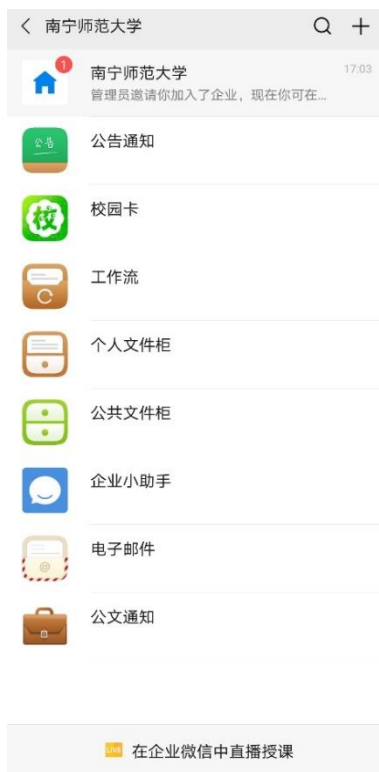 南宁师范大学
1
南宁师范大学 17:03
管理员邀请你加入了企业，现在你可在...
公告
公告通知
校
校园卡
工作流
个人文件柜
公共文件柜
企业小助手
@
电子邮件
公文通知
LIVE 在企业微信中直播授课